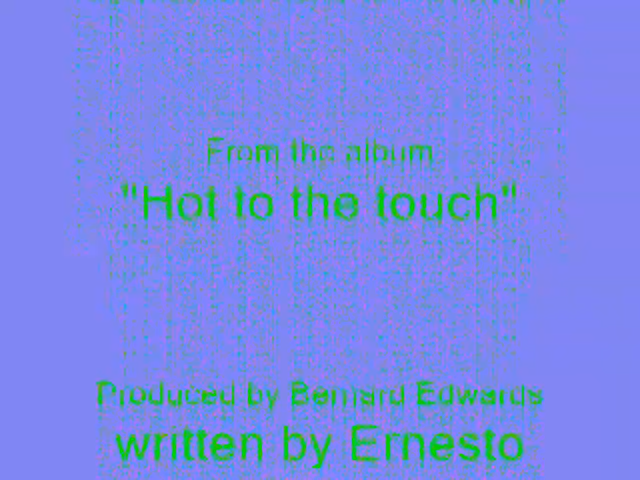 From the album
"Hot to the touch"
Produced by Bernard Edwards
written by Ernesto